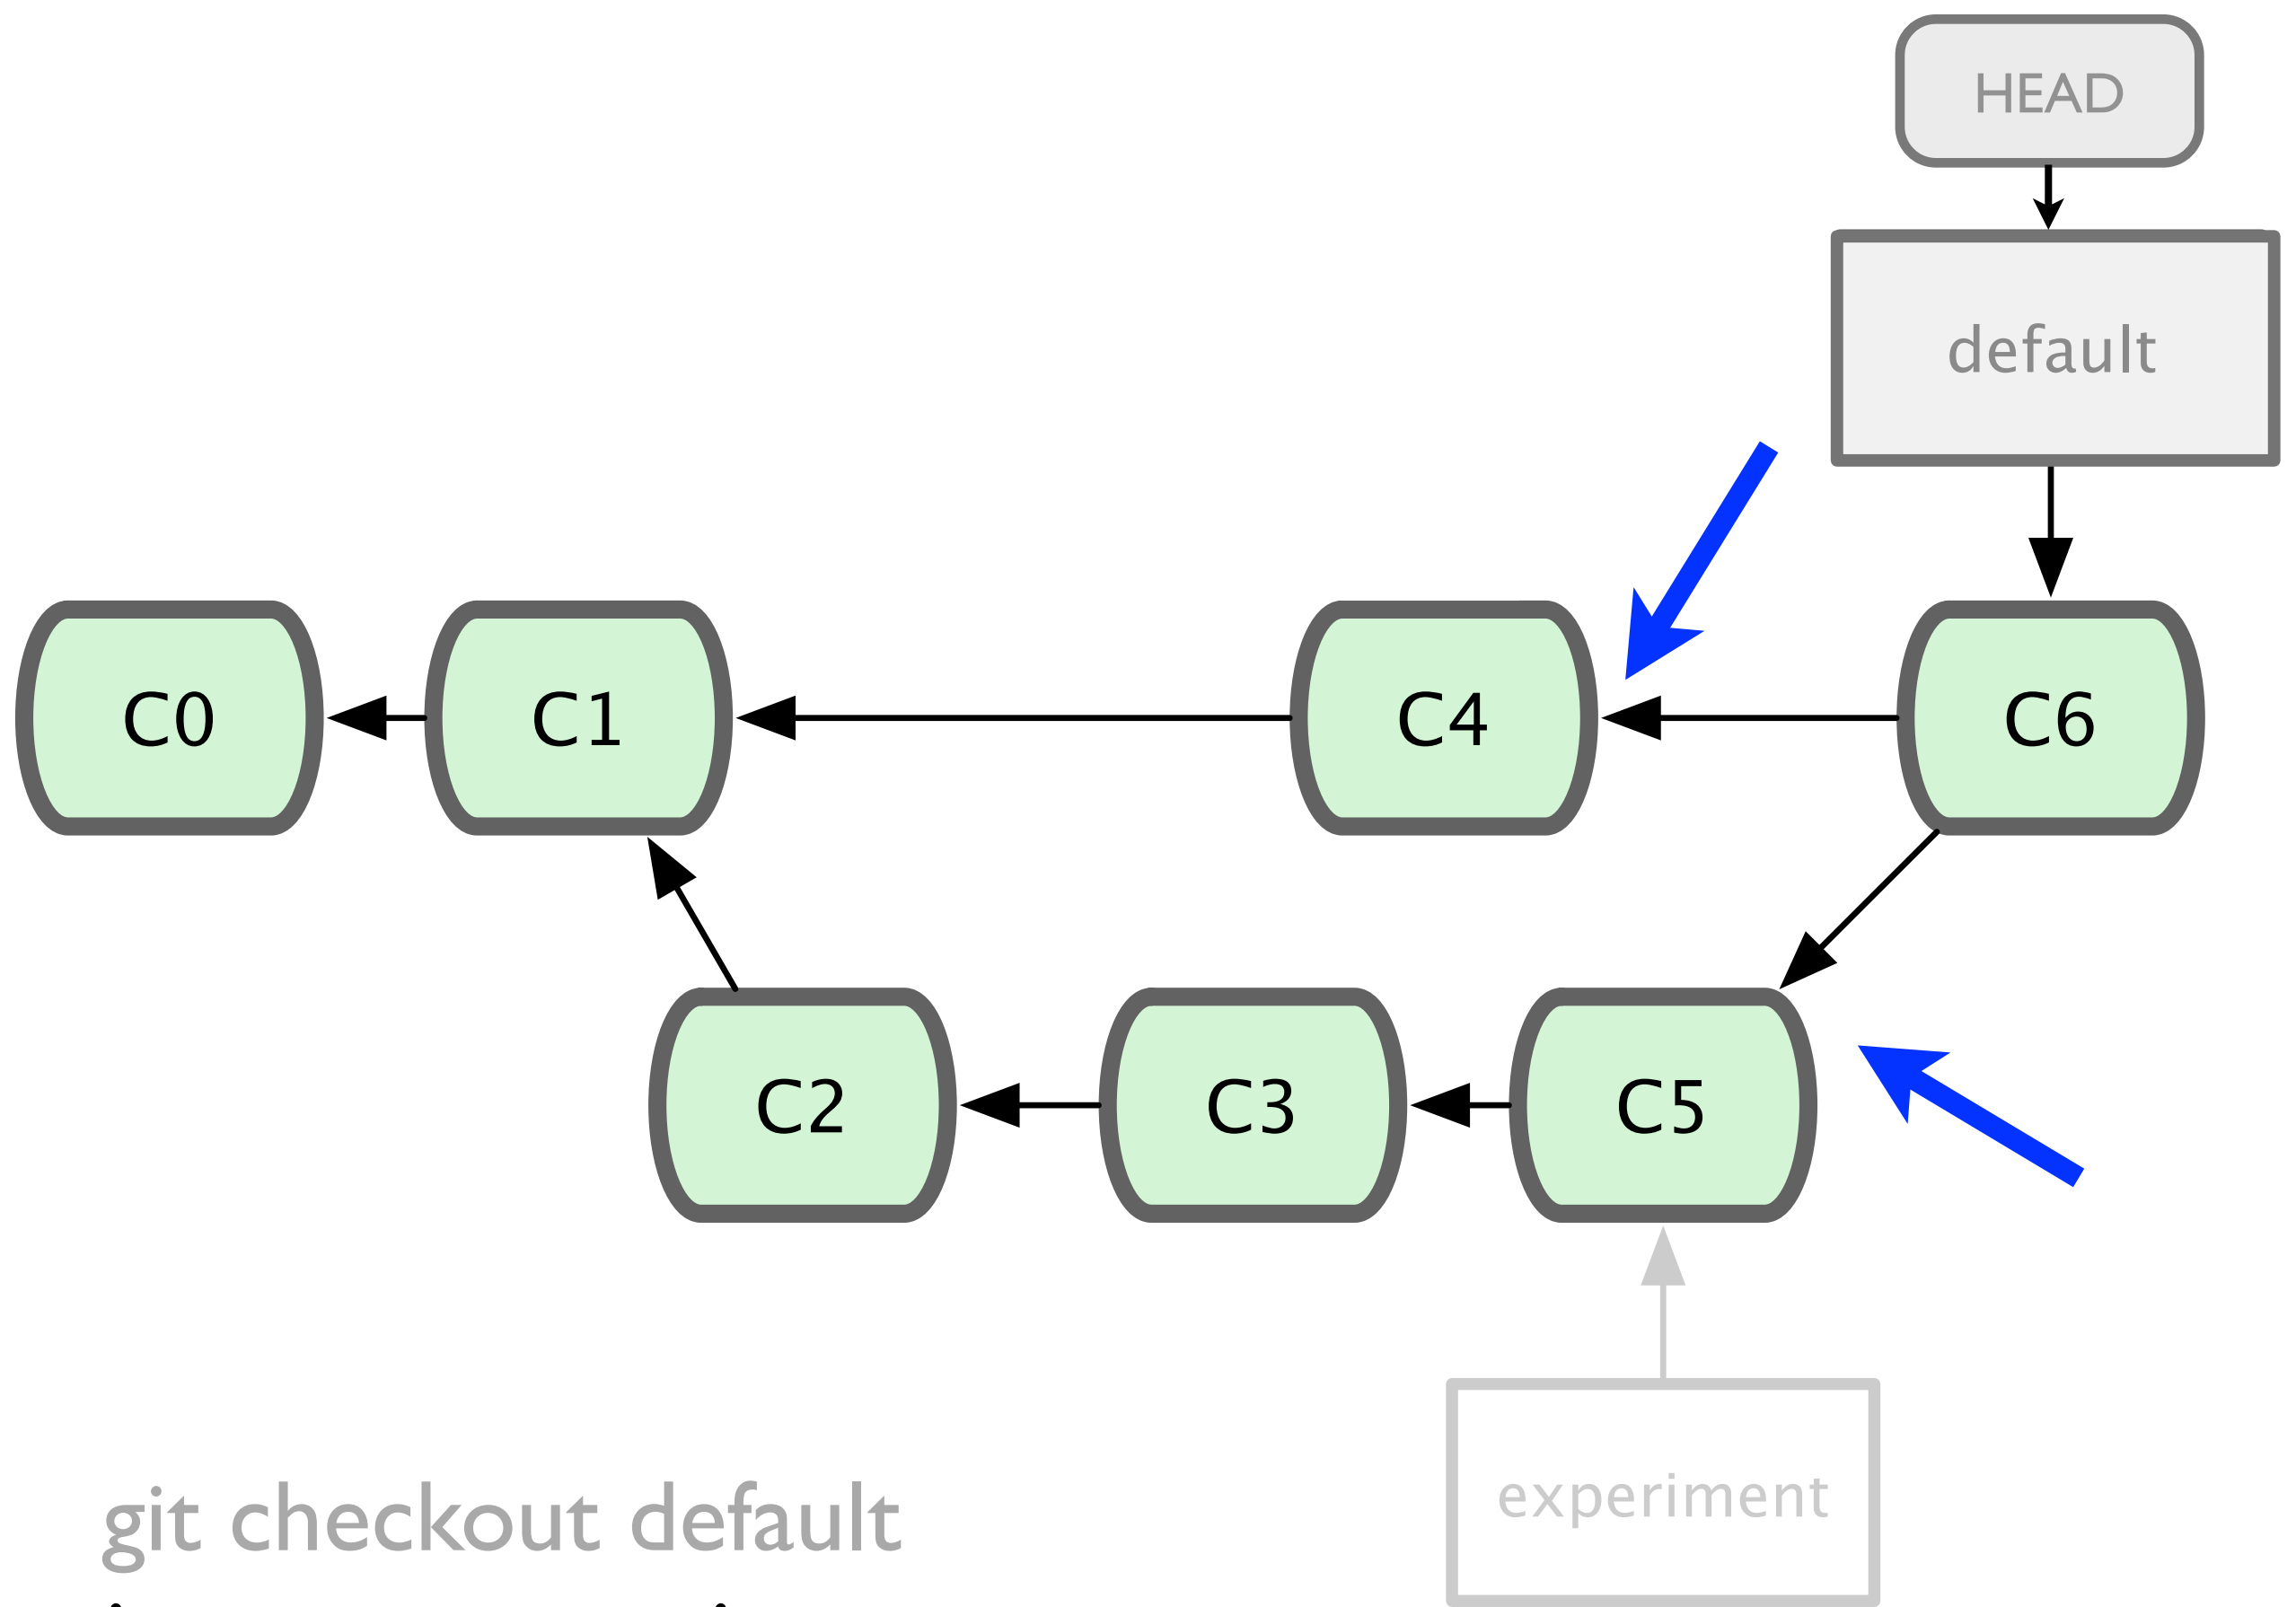 HEAD
default
C0 C1 C4 C6
C2 C3 C5
experiment
git checkout default